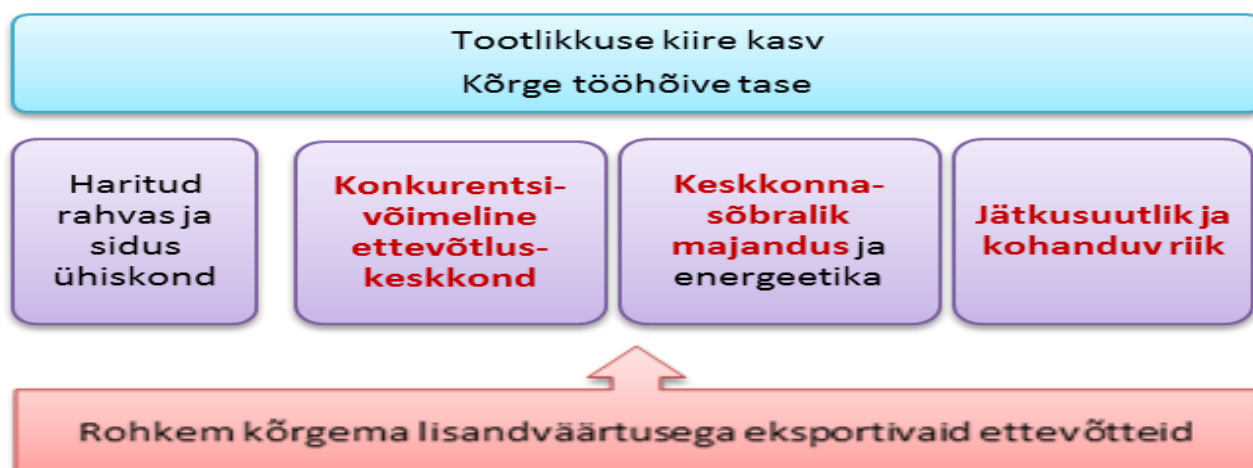 Tootlikkuse kiire kasv
Kõrge tööhõive tase
Haritud
rahvas ja
sidus
ühiskond
Konkurentsi-
võimeline
ettevõtlus-
keskkond
Keskkonna-
sõbralik
majandus ja
energeetika
Jätkusuutlik ja
kohanduv riik
Rohkem kõrgema lisandväärtusega eksportivaid ettevõtteid